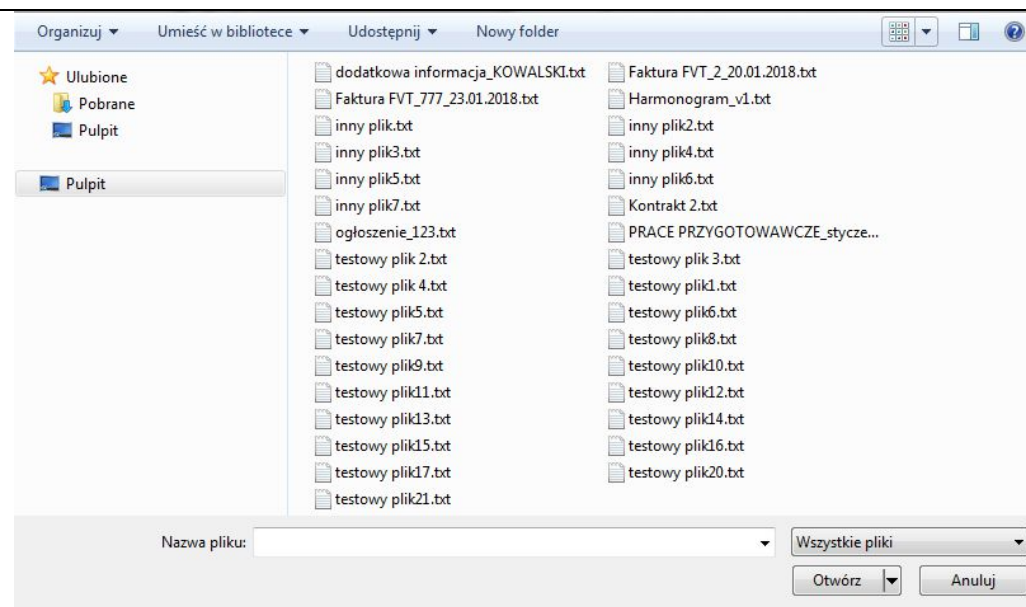 Organizuj Umieść w bibliotece Udostępnij Nowy folder
Ulubione
Pobrane
Pulpit
Pulpit
dodatkowa informacja_KOWALSKI.txt Faktura FVT_2_20.01.2018.txt
Faktura FVT_777_23.01.2018.txt Harmonogram_v1.txt
inny plik.txt inny plik2.txt
inny plik3.txt inny plik4.txt
inny plik5.txt inny plik6.txt
inny plik7.txt Kontrakt 2.txt
ogłoszenie_123.txt PRACE PRZYGOTOWAWCZE_stycze...
testowy plik 2.txt testowy plik 3.txt
testowy plik 4.txt testowy plik1.txt
testowy plik5.txt testowy plik6.txt
testowy plik7.txt testowy plik8.txt
testowy plik9.txt testowy plik10.txt
testowy plik11.txt testowy plik12.txt
testowy plik13.txt testowy plik14.txt
testowy plik15.txt testowy plik16.txt
testowy plik17.txt testowy plik20.txt
testowy plik21.txt
Nazwa pliku: Wszystkie pliki
Otwórz Anuluj